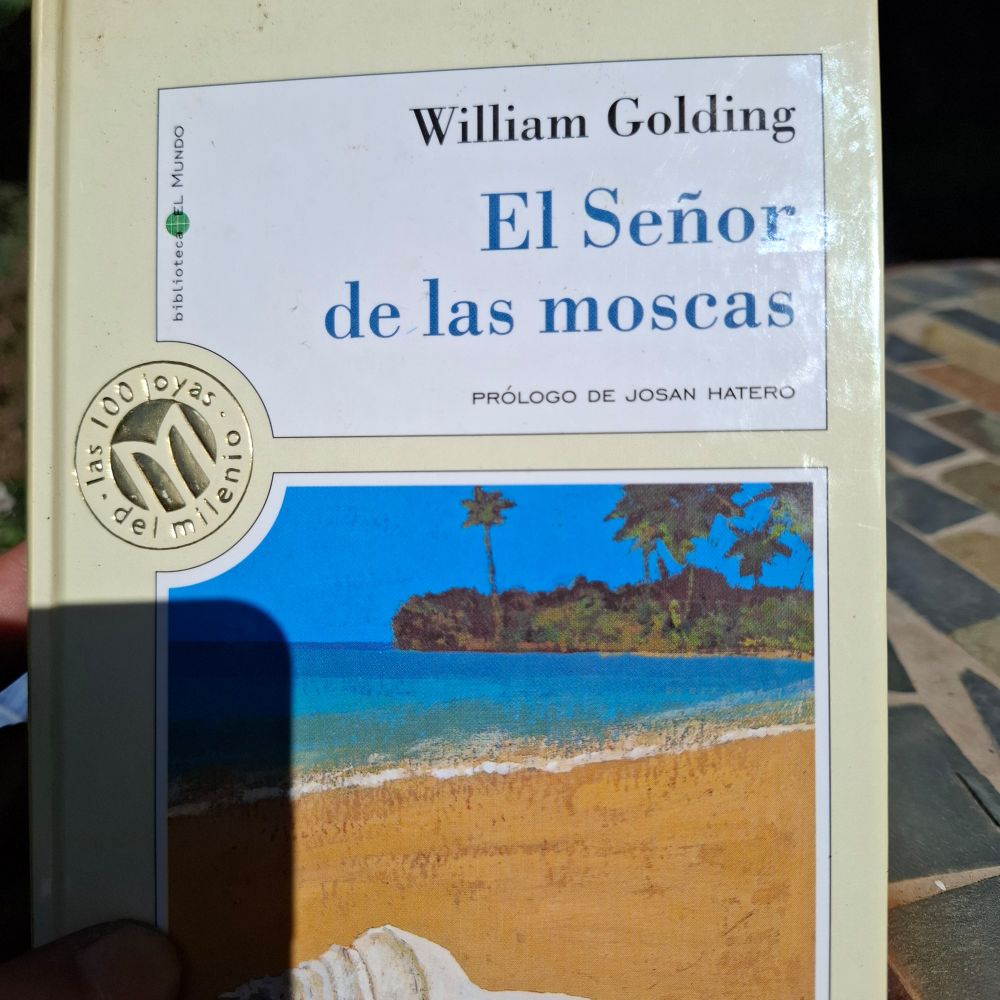 William Golding
El Señor
de las moscas
PRÓLOGO DE JOSAN HATERO
biblioteca EL MUNDO
· las 100 joyas ·
del milenio
M